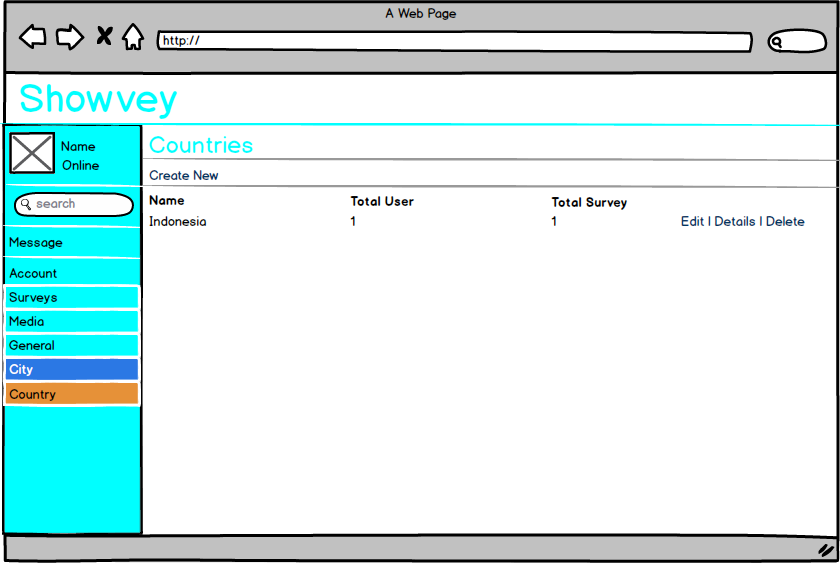 A Web Page
http://
Showvey
Name
Online
search
Message
Account
Surveys
Media
General
City
Country
Countries
Create New
Name Total User Total Survey
Indonesia 1 1 Edit | Details | Delete